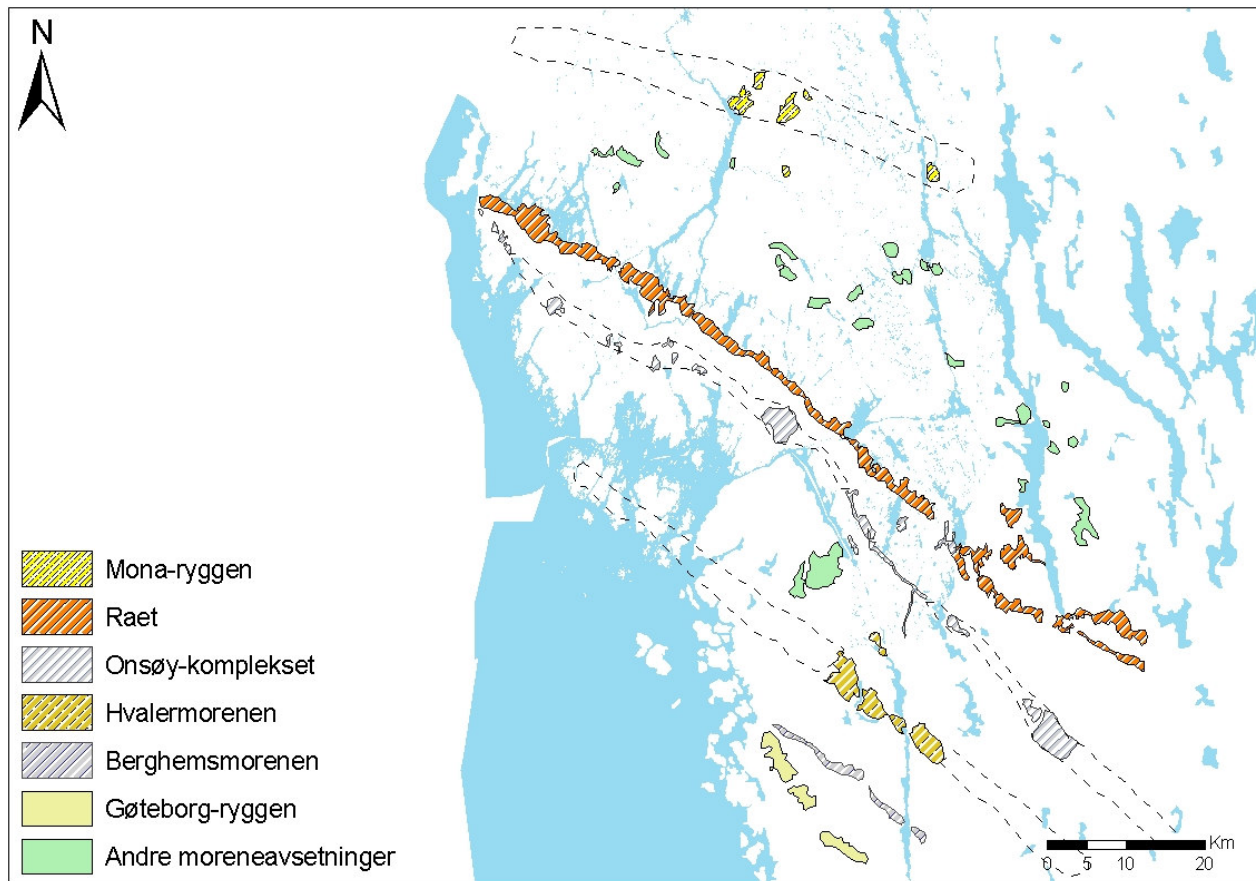 N
Mona-ryggen
Raet
Onsøy-komplekset
Hvalermorenen
Berghemsmorenen
Gøteborg-ryggen
Andre moreneavsetninger
Km
0 5 10 20